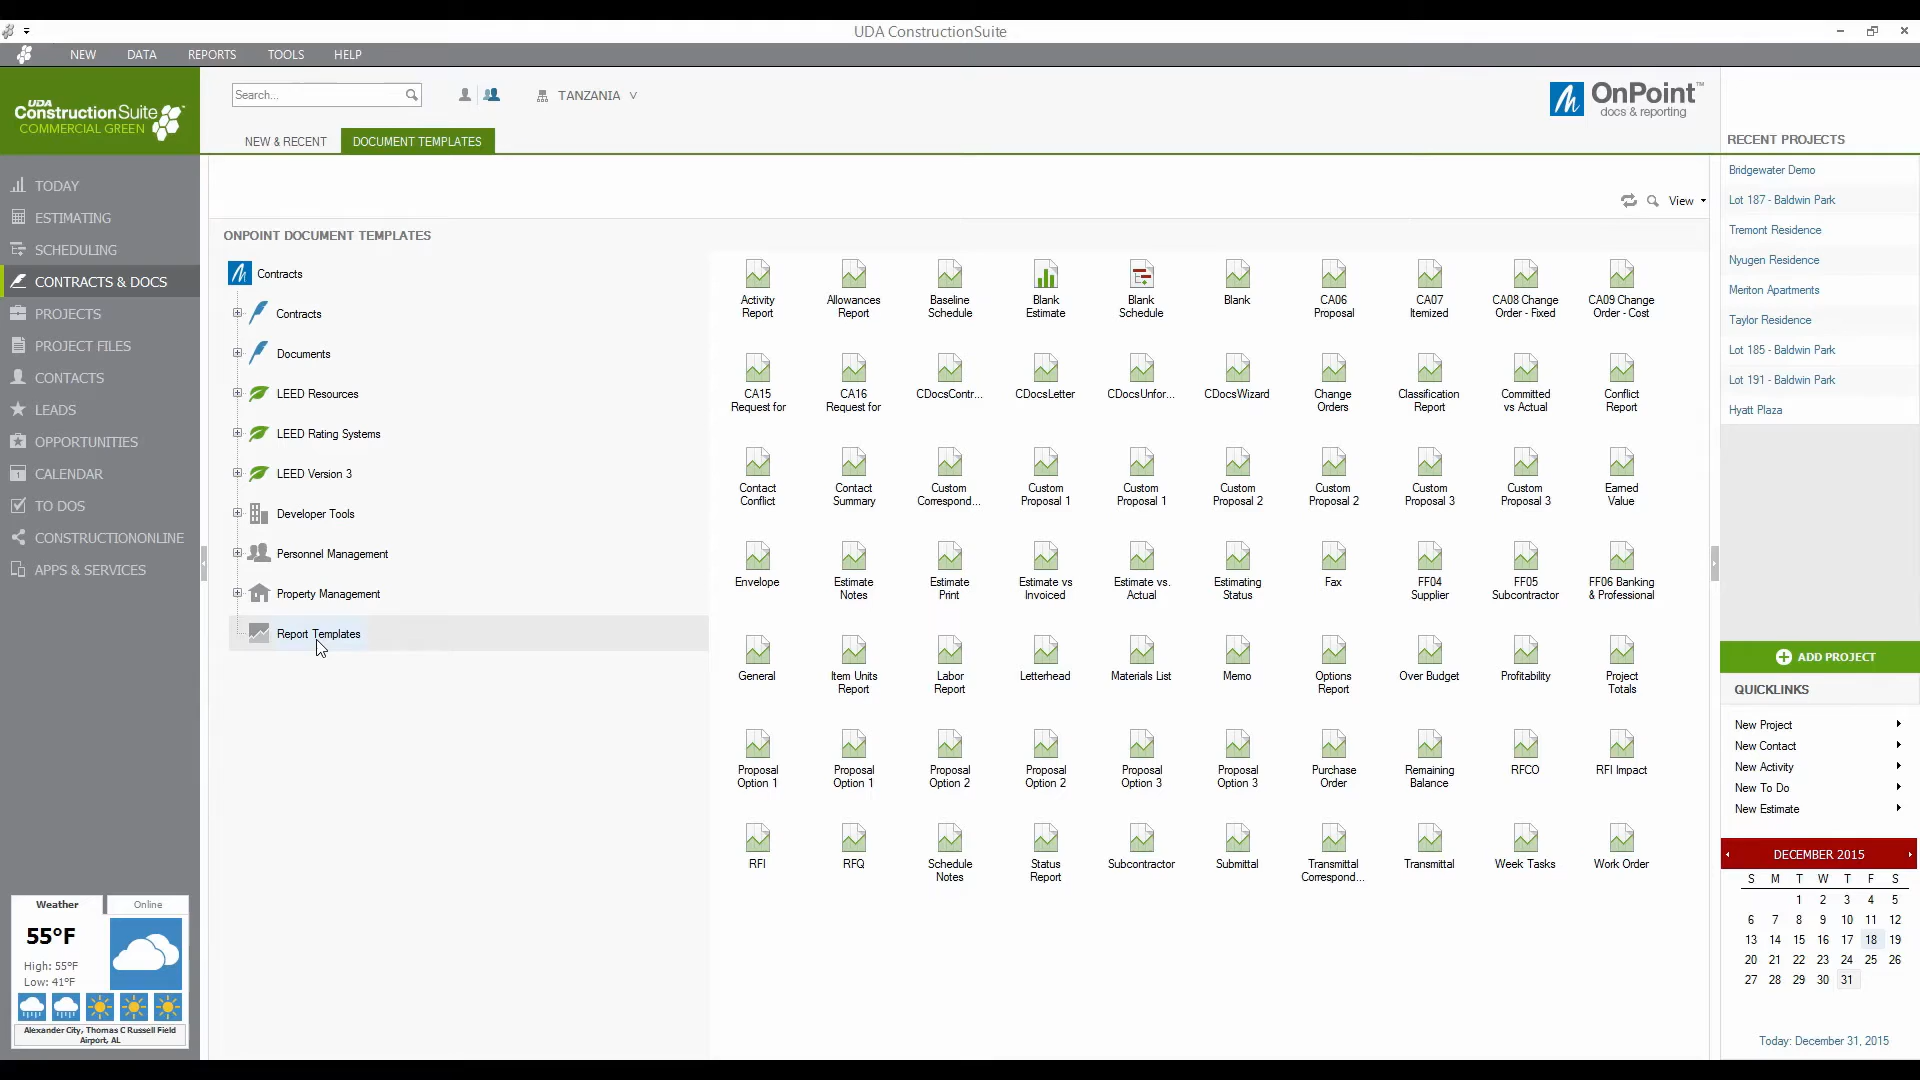 UDA ConstructionSuite
NEW DATA REPORTS TOOLS HELP
UDA
ConstructionSuite™
COMMERCIAL GREEN
Search...
TANZANIA
OnPoint™
docs & reporting
NEW & RECENT
DOCUMENT TEMPLATES
TODAY
ESTIMATING
SCHEDULING
CONTRACTS & DOCS
PROJECTS
PROJECT FILES
CONTACTS
LEADS
OPPORTUNITIES
CALENDAR
TO DOS
CONSTRUCTIONONLINE
APPS & SERVICES
Weather Online
55°F
High: 55°F
Low: 41°F
Alexander City, Thomas C Russell Field
Airport, AL
View
ONPOINT DOCUMENT TEMPLATES
Contracts
Contracts
Documents
LEED Resources
LEED Rating Systems
LEED Version 3
Developer Tools
Personnel Management
Property Management
Report Templates
Activity Allowances Baseline Blank Blank Blank CA06 CA07 CA08 Change CA09 Change
Report Report Schedule Estimate Schedule Proposal Itemized Order - Fixed Order - Cost
CA15 CA16 CDocsContr... CDocsLetter CDocsUnfor... CDocsWizard Change Classification Committed Conflict
Request for Request for Orders Report vs Actual Report
Contact Contact Custom Custom Custom Custom Custom Custom Custom Earned
Conflict Summary Correspond... Proposal 1 Proposal 1 Proposal 2 Proposal 2 Proposal 3 Proposal 3 Value
Envelope Estimate Estimate Estimate vs Estimate vs. Estimating Fax FF04 FF05 FF06 Banking
Notes Print Invoiced Actual Status Supplier Subcontractor & Professional
General Item Units Labor Letterhead Materials List Memo Options Over Budget Profitability Project
Report Report Report Totals
Proposal Proposal Proposal Proposal Proposal Proposal Purchase Remaining RFCO RFI Impact
Option 1 Option 1 Option 2 Option 2 Option 3 Option 3 Order Balance
RFI RFQ Schedule Status Subcontractor Submittal Transmittal Transmittal Week Tasks Work Order
Notes Report Correspond...
RECENT PROJECTS
Bridgewater Demo
Lot 187 - Baldwin Park
Tremont Residence
Nyugen Residence
Meriton Apartments
Taylor Residence
Lot 185 - Baldwin Park
Lot 191 - Baldwin Park
Hyatt Plaza
ADD PROJECT
QUICKLINKS
New Project
New Contact
New Activity
New To Do
New Estimate
DECEMBER 2015
S M T W T F S
1 2 3 4 5
6 7 8 9 10 11 12
13 14 15 16 17 18 19
20 21 22 23 24 25 26
27 28 29 30 31
Today: December 31, 2015